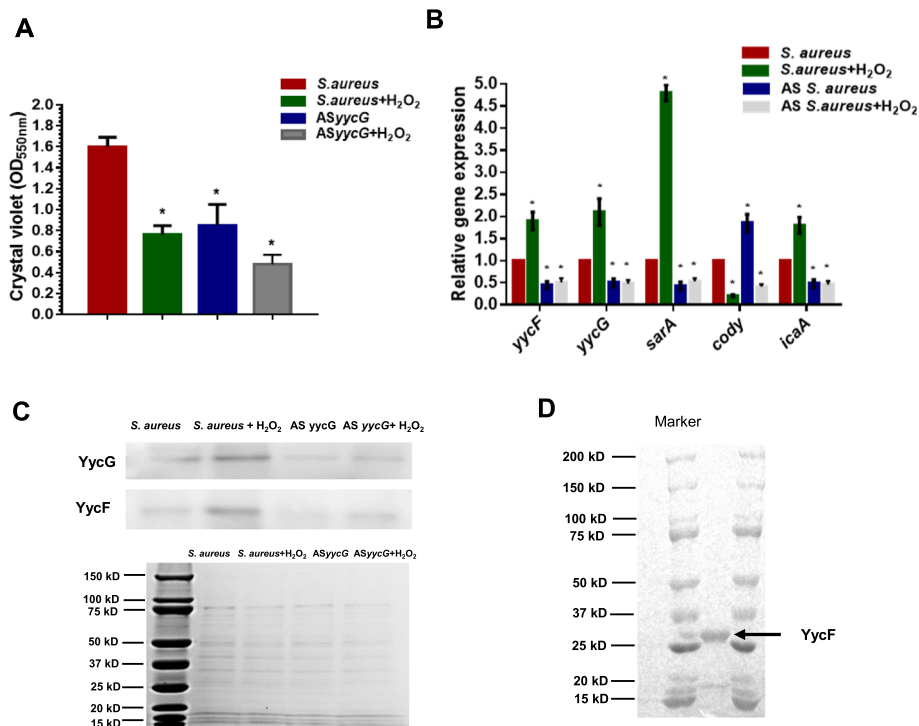 A
S.aureus
S.aureus+H2O2
ASyycG
ASyycG+H2O2
Crystal violet (OD550nm)
2.0
1.8
1.6
1.4
1.2
1.0
0.8
0.6
0.4
0.2
0.0
*
*
*
B
S. aureus
S.aureus+H2O2
AS S. aureus
AS S.aureus+H2O2
Relative gene expression
5.0
4.5
4.0
3.5
3.0
2.5
2.0
1.5
1.0
0.5
0.0
* * *
* * *
* * *
* * *
* * *
yycF
yycG
sarA
cody
icaA
C
S. aureus S. aureus + H2O2 AS yycG AS yycG+ H2O2
YycG
YycF
S. aureus S. aureus+H2O2 ASyycG ASyycG+H2O2
150 kD
100 kD
75 kD
50 kD
37 kD
25 kD
20 kD
15 kD
D
Marker
200 kD
150 kD
100 kD
75 kD
50 kD
37 kD
25 kD
20 kD
15 kD
YycF